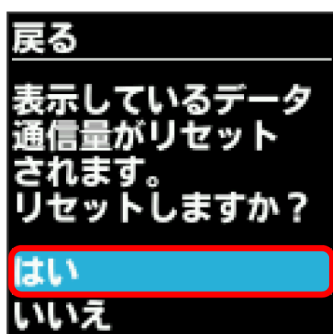 戻る
表示しているデータ
通信量がリセット
されます。
リセットしますか？
はい
いいえ